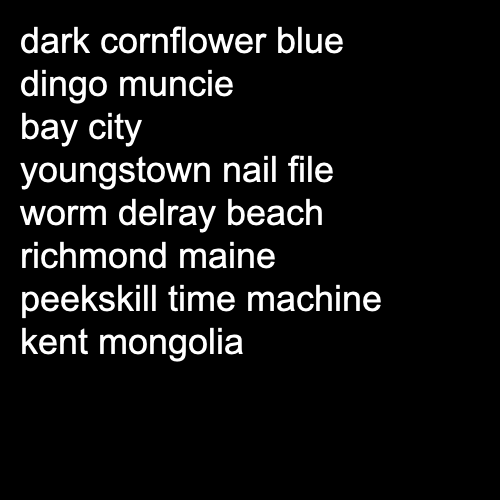 dark cornflower blue
dingo muncie
bay city
youngstown nail file
worm delray beach
richmond maine
peekskill time machine
kent mongolia